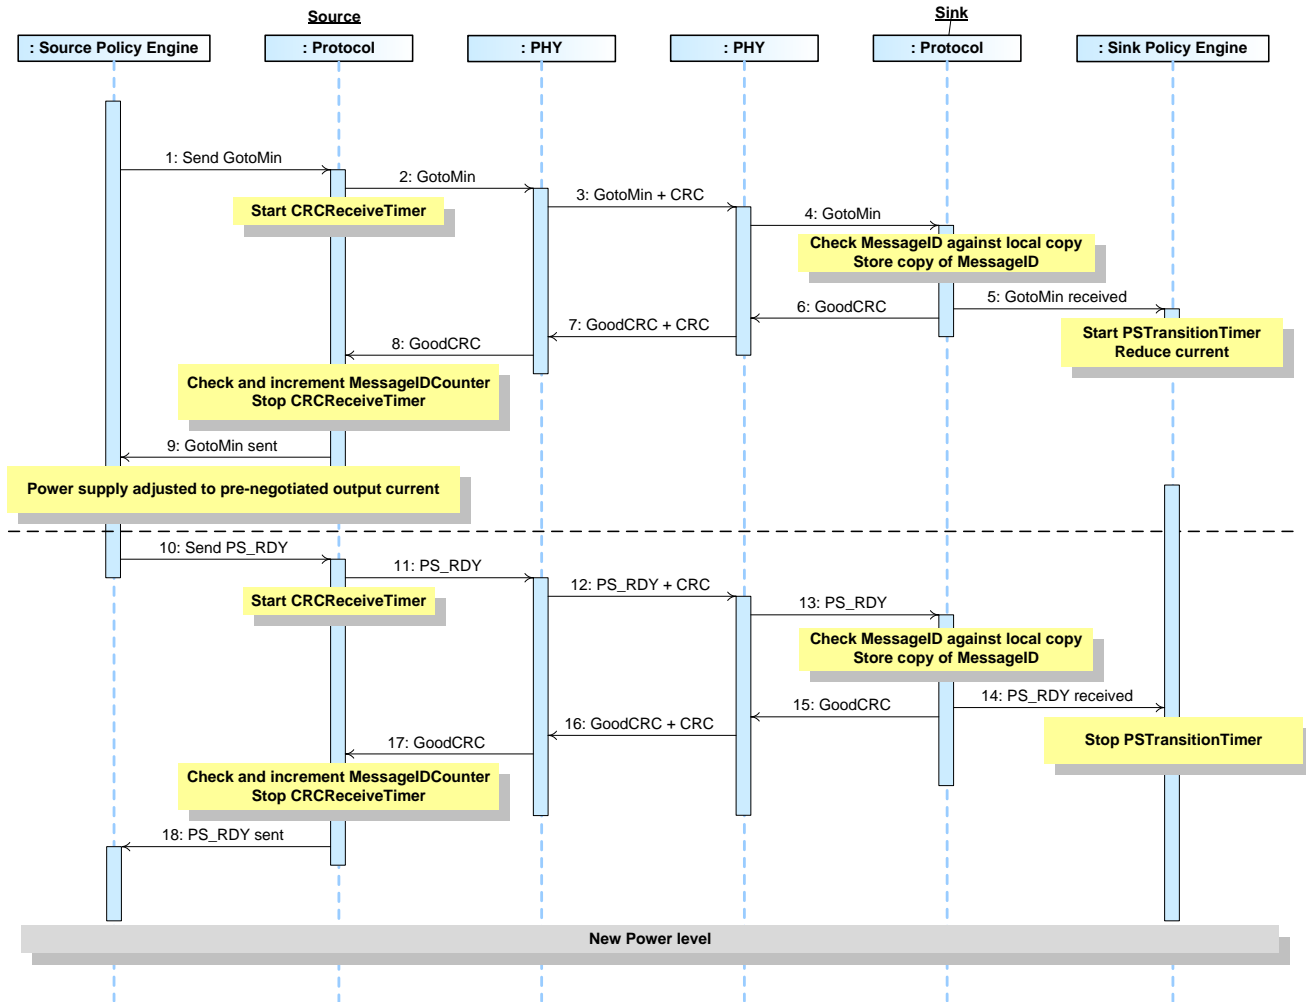 Source
Sink
: Source Policy Engine
: Protocol
: PHY
: PHY
: Protocol
: Sink Policy Engine
1: Send GotoMin
2: GotoMin
Start CRCReceiveTimer
3: GotoMin + CRC
4: GotoMin
Check MessageID against local copy
Store copy of MessageID
5: GotoMin received
6: GoodCRC
Start PSTransitionTimer
Reduce current
7: GoodCRC + CRC
8: GoodCRC
Check and increment MessageIDCounter
Stop CRCReceiveTimer
9: GotoMin sent
Power supply adjusted to pre-negotiated output current
10: Send PS_RDY
11: PS_RDY
Start CRCReceiveTimer
12: PS_RDY + CRC
13: PS_RDY
Check MessageID against local copy
Store copy of MessageID
14: PS_RDY received
15: GoodCRC
Stop PSTransitionTimer
16: GoodCRC + CRC
17: GoodCRC
Check and increment MessageIDCounter
Stop CRCReceiveTimer
18: PS_RDY sent
New Power level